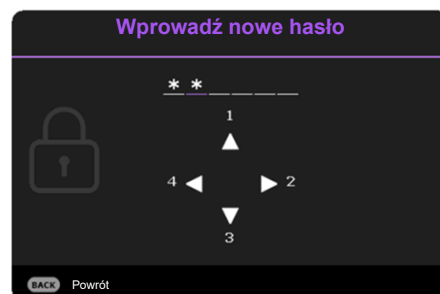 Wprowadź nowe hasło
* * _ _ _ _
1
4 2
3
BACK Powrót